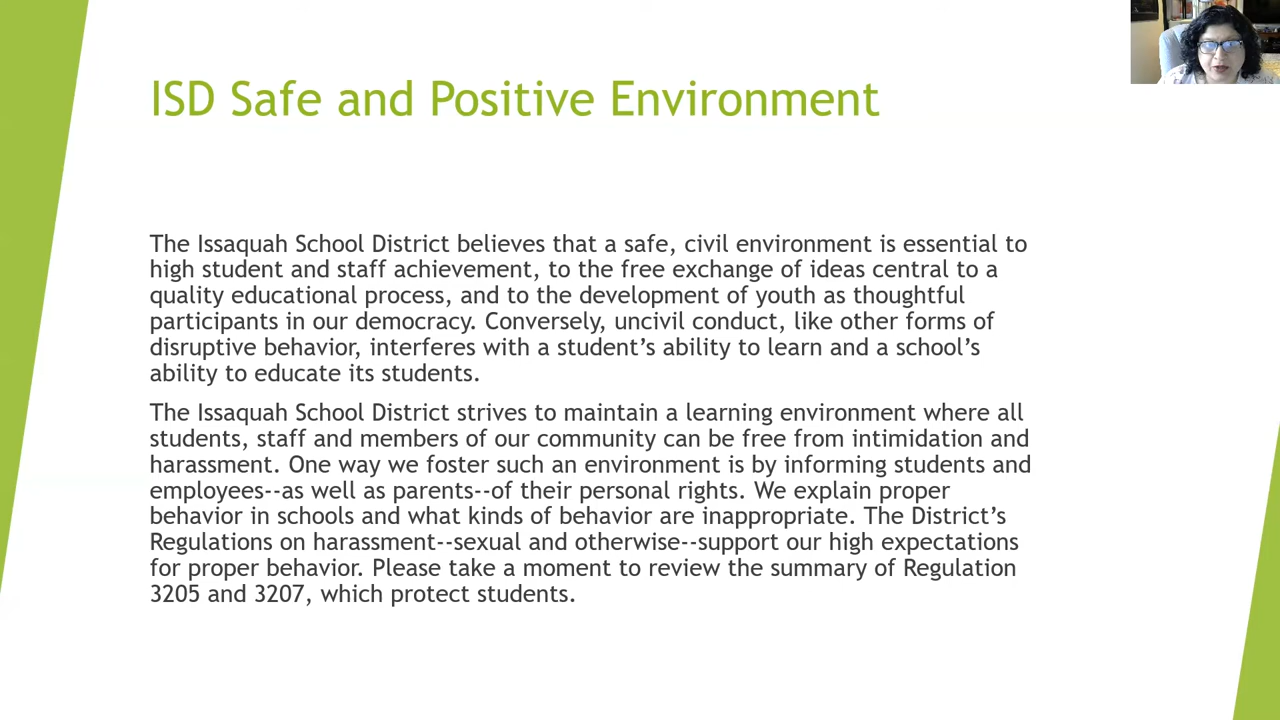 ISD Safe and Positive Environment
The Issaquah School District believes that a safe, civil environment is essential to
high student and staff achievement, to the free exchange of ideas central to a
quality educational process, and to the development of youth as thoughtful
participants in our democracy. Conversely, uncivil conduct, like other forms of
disruptive behavior, interferes with a student’s ability to learn and a school’s
ability to educate its students.
The Issaquah School District strives to maintain a learning environment where all
students, staff and members of our community can be free from intimidation and
harassment. One way we foster such an environment is by informing students and
employees--as well as parents--of their personal rights. We explain proper
behavior in schools and what kinds of behavior are inappropriate. The District’s
Regulations on harassment--sexual and otherwise--support our high expectations
for proper behavior. Please take a moment to review the summary of Regulation
3205 and 3207, which protect students.